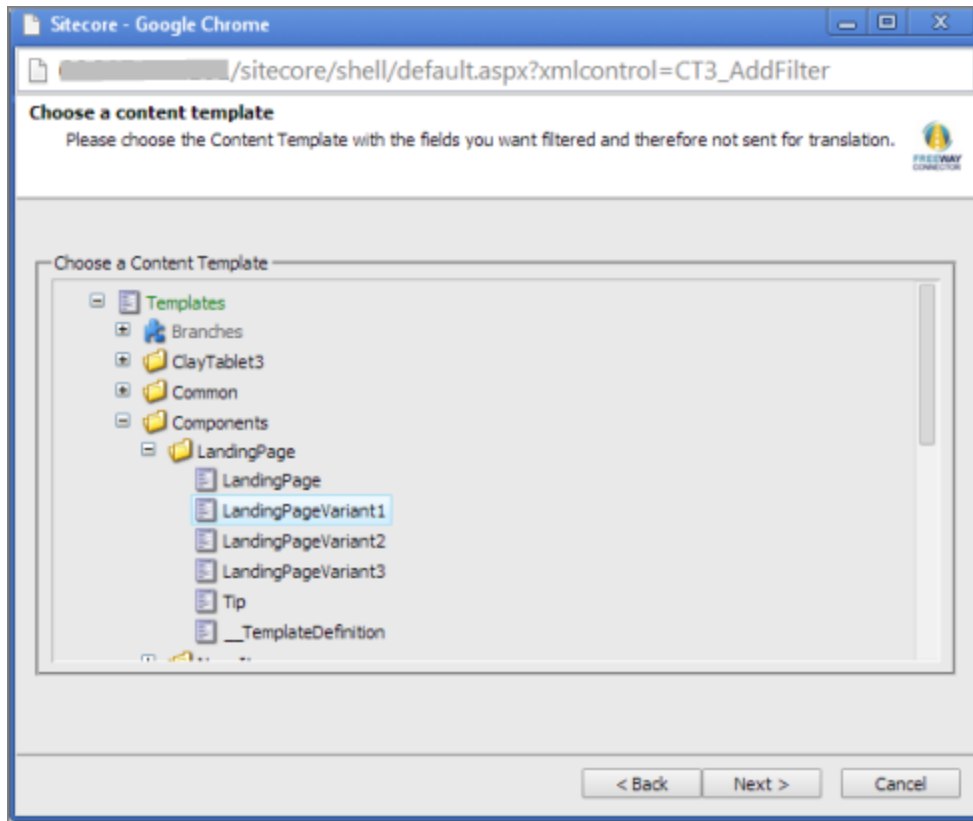 Sitecore - Google Chrome
/sitecore/shell/default.aspx?xmlcontrol=CT3_AddFilter
Choose a content template
Please choose the Content Template with the fields you want filtered and therefore not sent for translation.
FREEWAY
CONNECTOR
Choose a Content Template
Templates
Branches
ClayTablet3
Common
Components
LandingPage
LandingPage
LandingPageVariant1
LandingPageVariant2
LandingPageVariant3
Tip
__TemplateDefinition
< Back
Next >
Cancel